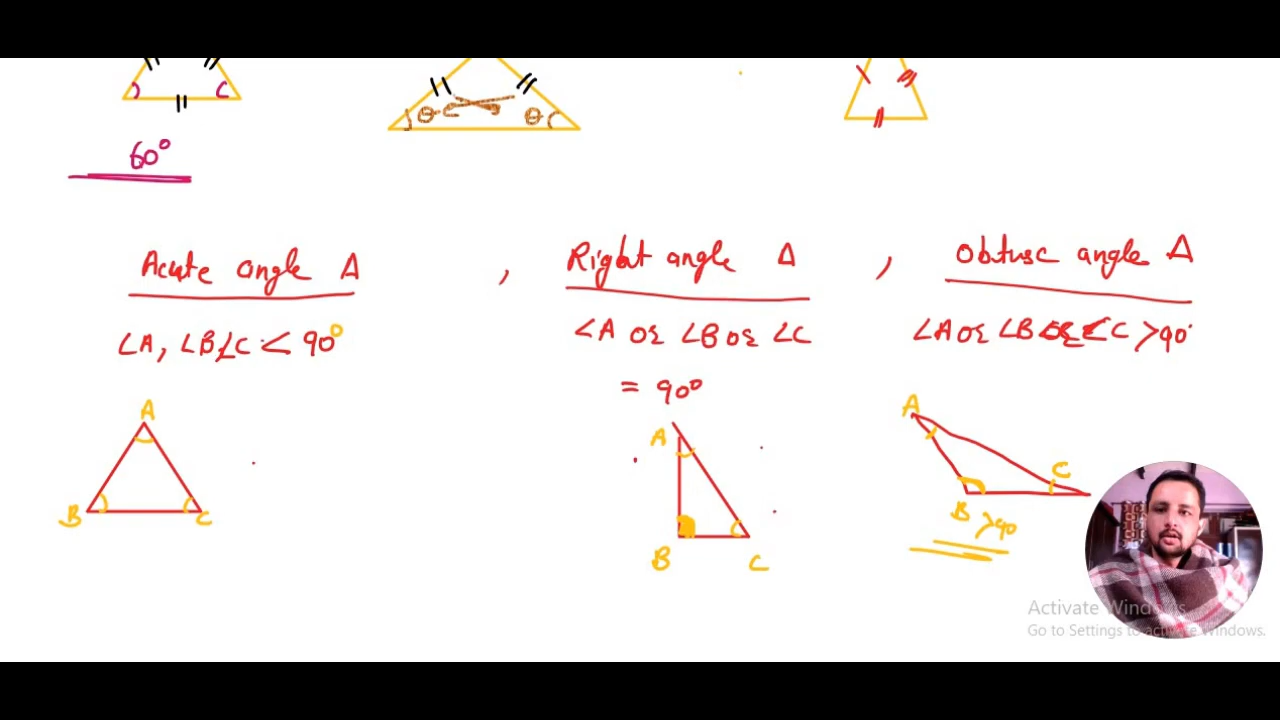 θ θ
60°
Acute angle Δ , Right angle Δ , Obtuse angle Δ
∠A, ∠B, ∠C < 90°
∠A or ∠B or ∠C
= 90°
∠A or ∠B or ∠C > 90°
A
B C
A
B C
A
C
B > 90
Activate Windows
Go to Settings to activate Windows.